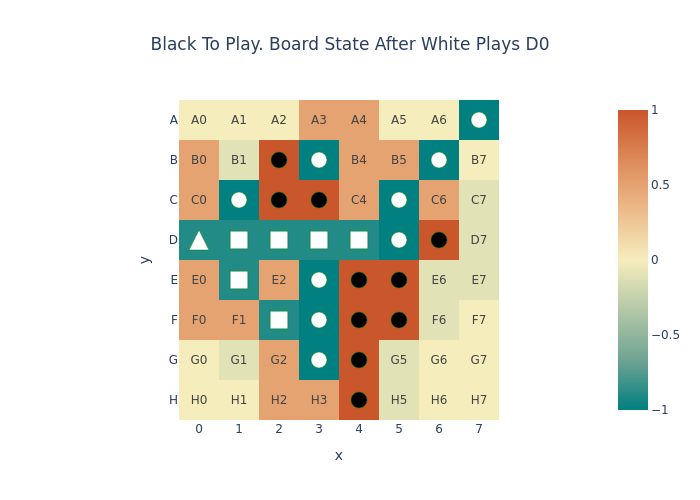 Black To Play. Board State After White Plays D0
A A0 A1 A2 A3 A4 A5 A6
B B0 B1 B4 B5 B7
C C0 C4 C6 C7
D D7
E E0 E2 E6 E7
F F0 F1 F6 F7
G G0 G1 G2 G5 G6 G7
H H0 H1 H2 H3 H5 H6 H7
0 1 2 3 4 5 6 7
x
y
1
0.5
0
−0.5
−1